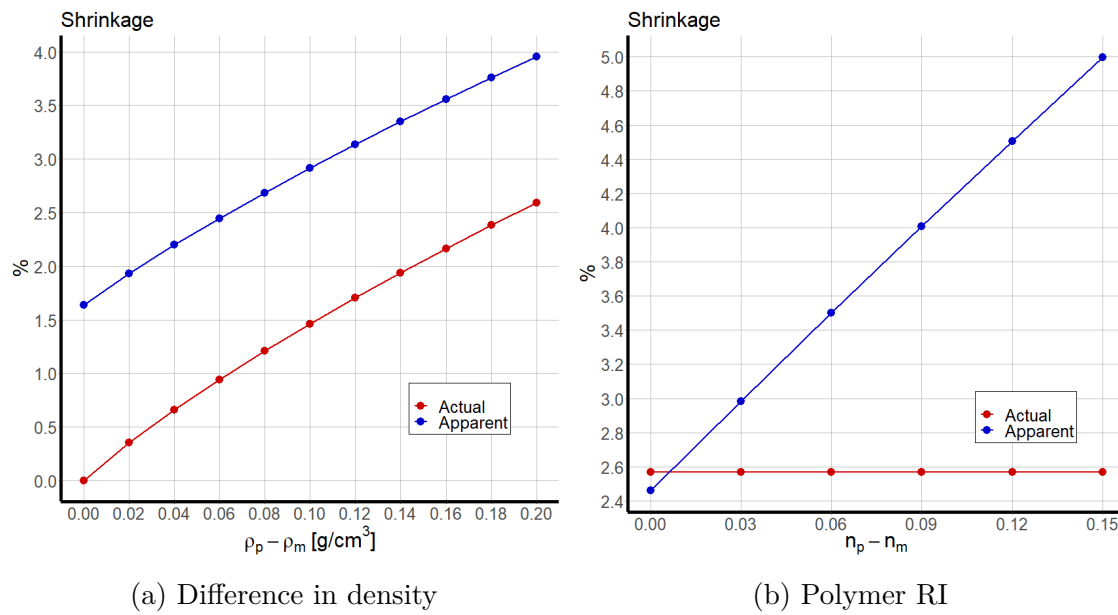 Shrinkage
4.0
3.5
3.0
2.5
2.0
1.5
1.0
0.5
0.0
%
Actual
Apparent
0.00 0.02 0.04 0.06 0.08 0.10 0.12 0.14 0.16 0.18 0.20
ρp − ρm [g/cm³]
(a) Difference in density
Shrinkage
5.0
4.8
4.6
4.4
4.2
4.0
3.8
3.6
3.4
3.2
3.0
2.8
2.6
2.4
%
Actual
Apparent
0.00 0.03 0.06 0.09 0.12 0.15
np − nm
(b) Polymer RI